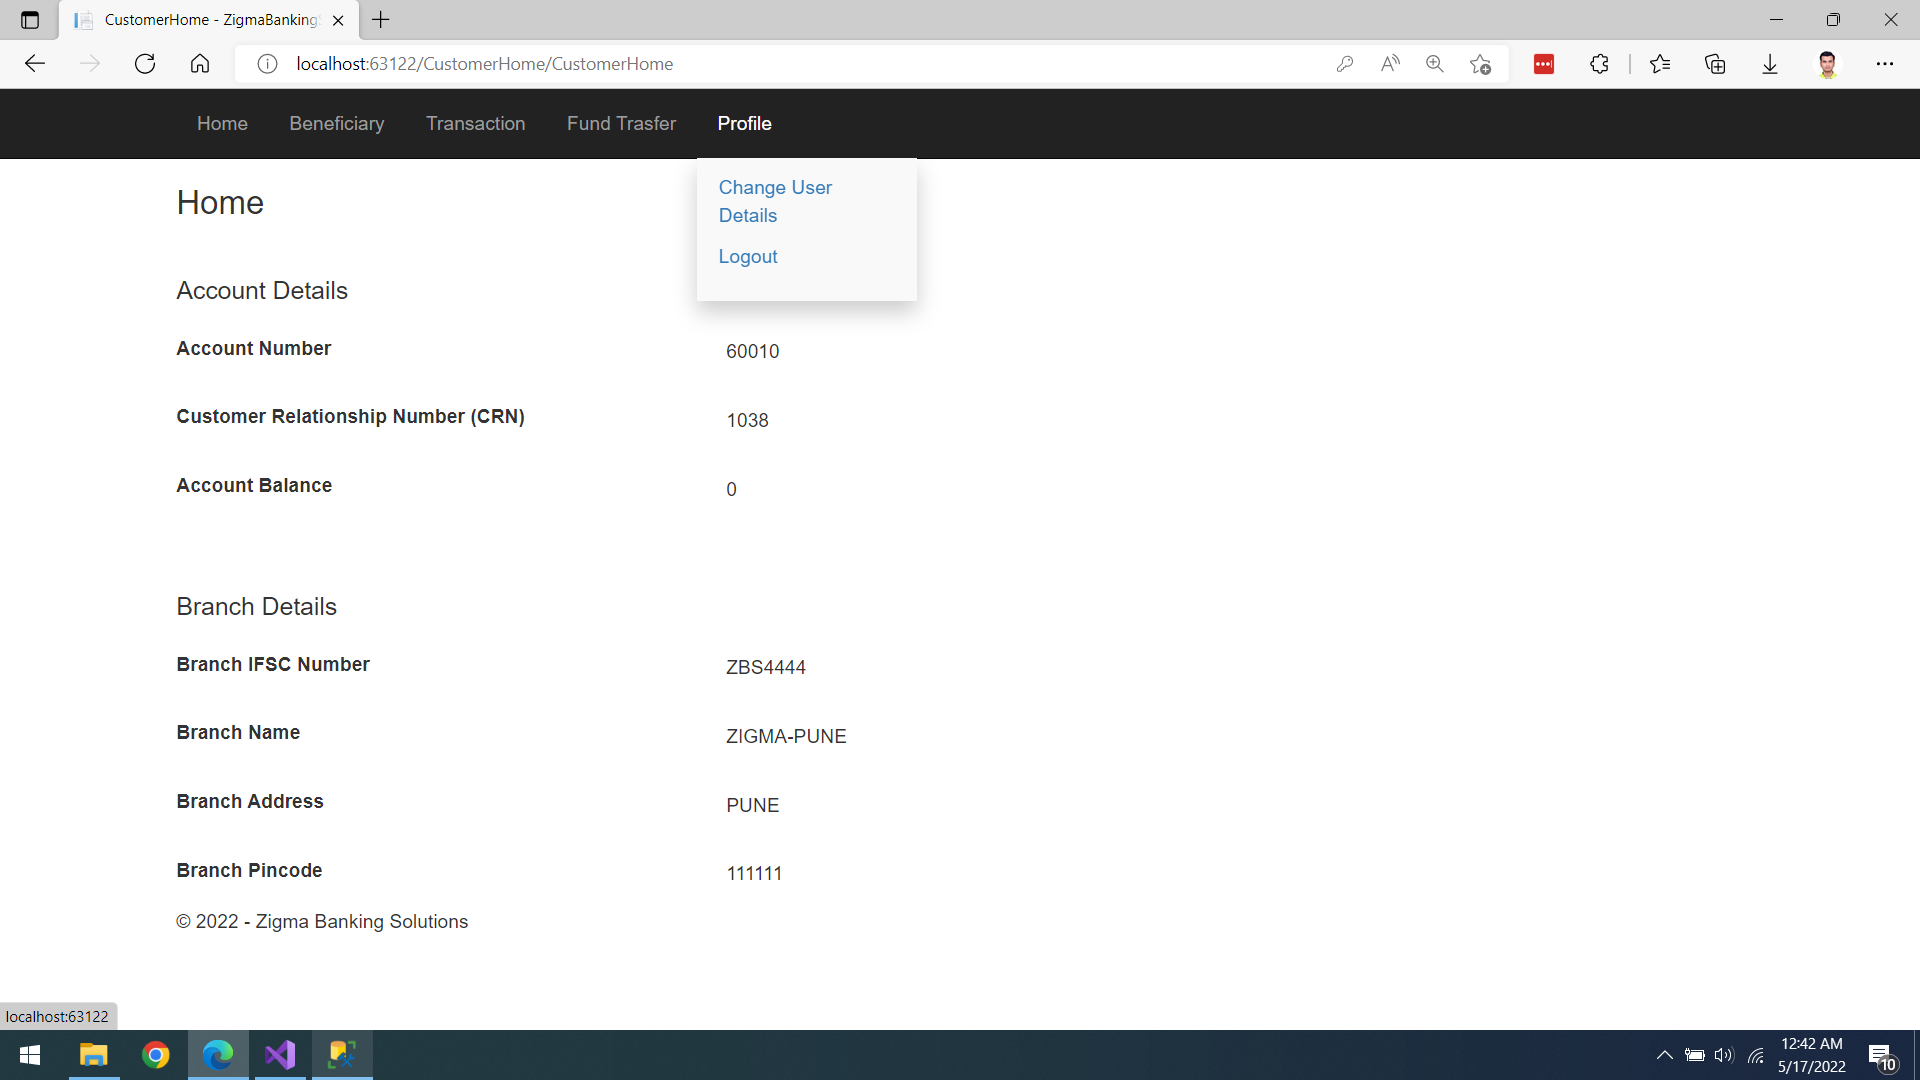 CustomerHome - ZigmaBankingS
localhost:63122/CustomerHome/CustomerHome
Home Beneficiary Transaction Fund Trasfer Profile
Change User
Details
Logout
Home
Account Details
Account Number 60010
Customer Relationship Number (CRN) 1038
Account Balance 0
Branch Details
Branch IFSC Number ZBS4444
Branch Name ZIGMA-PUNE
Branch Address PUNE
Branch Pincode 111111
© 2022 - Zigma Banking Solutions
localhost:63122
12:42 AM
5/17/2022
10